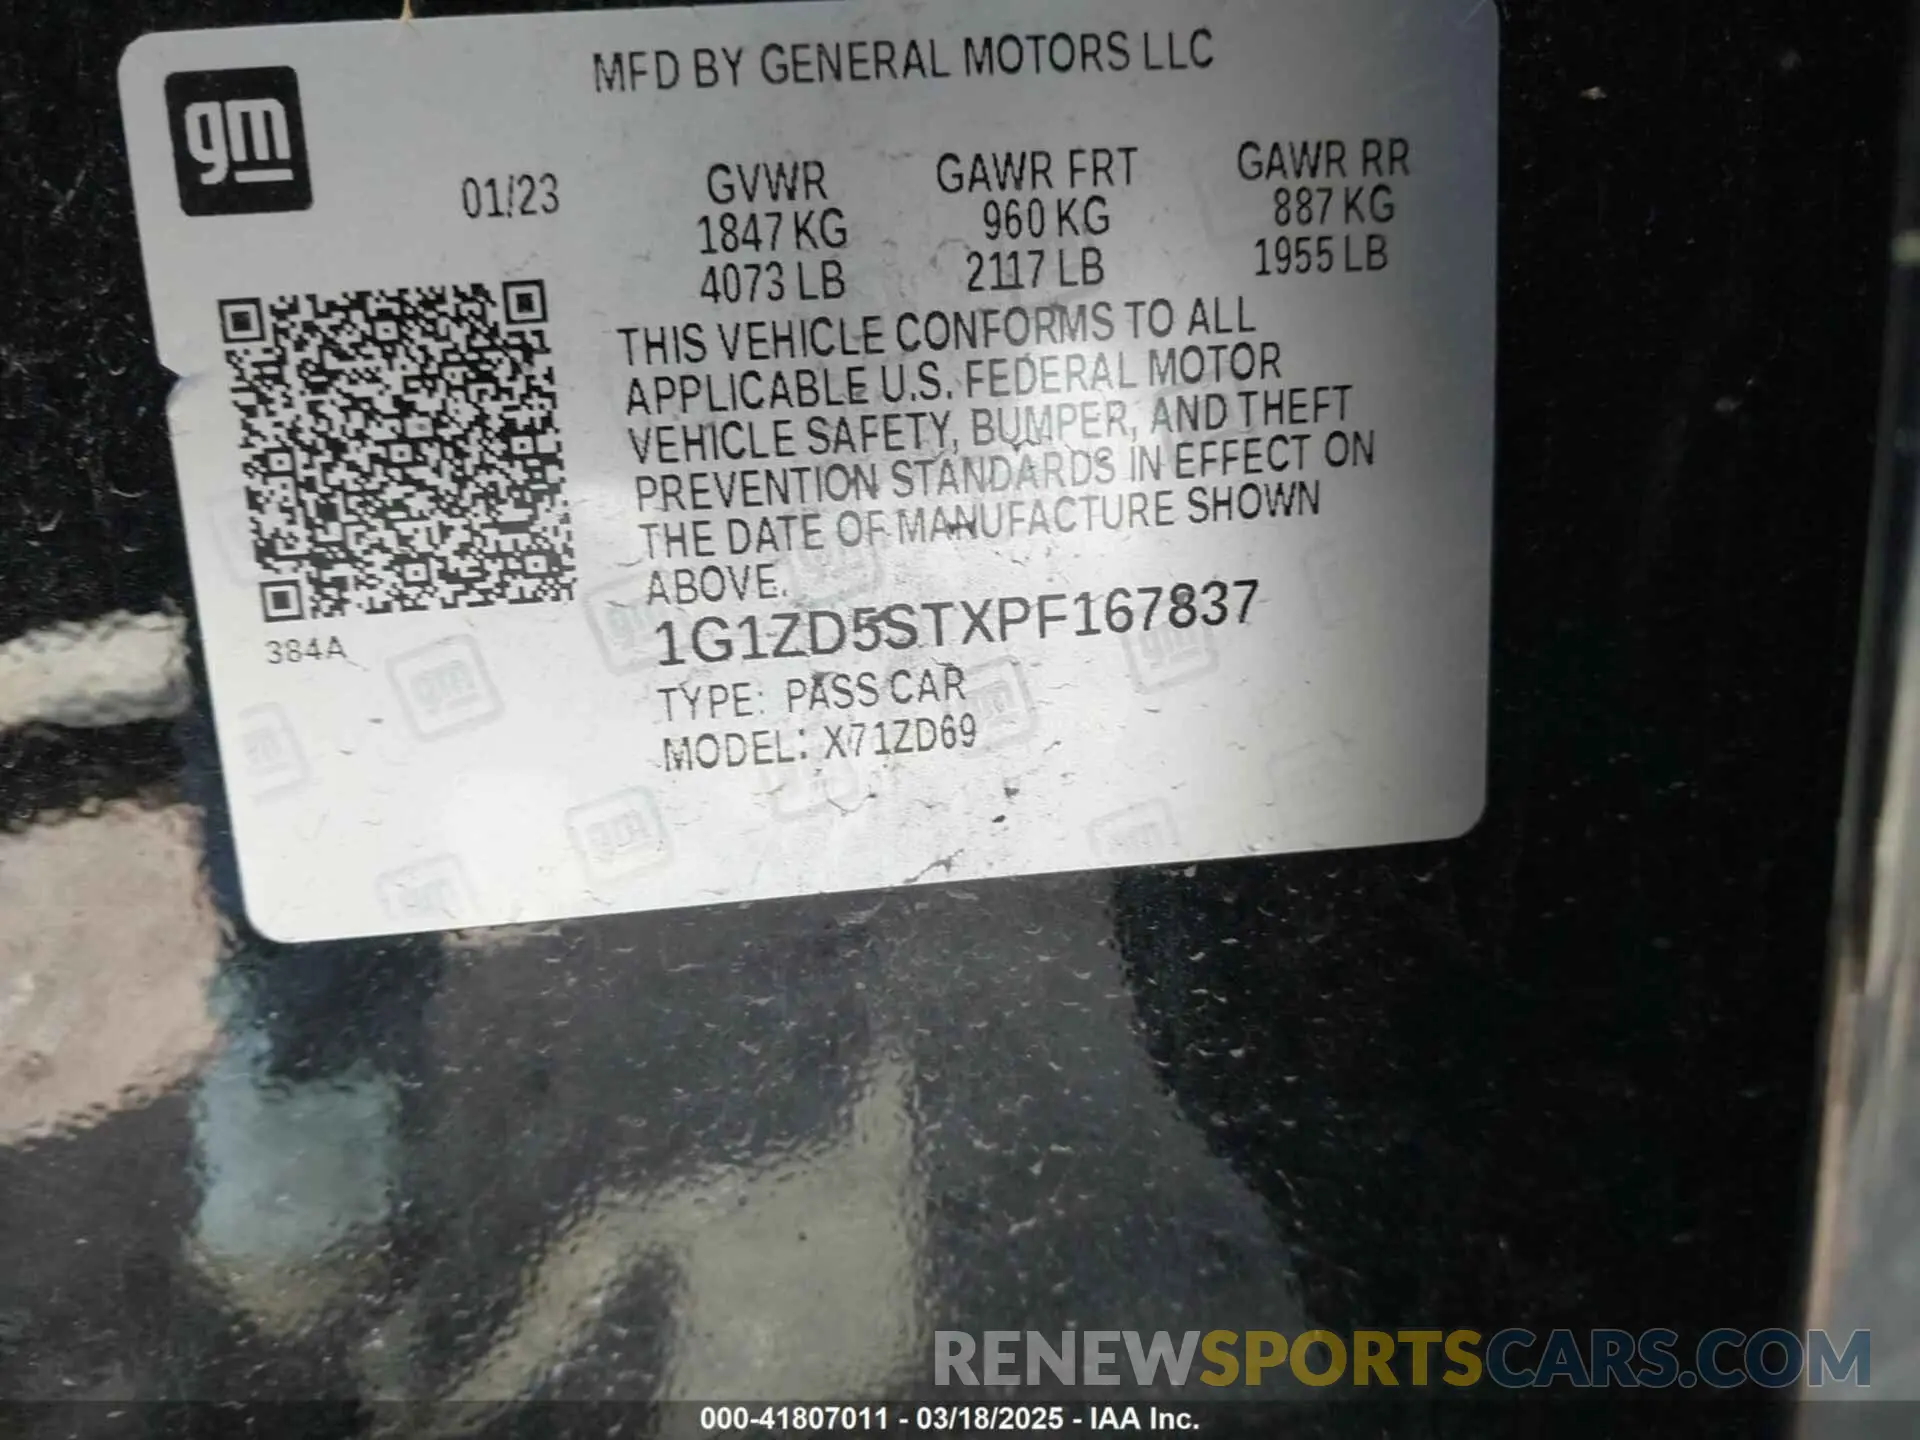 MFD BY GENERAL MOTORS LLC
gm
01/23 GVWR GAWR FRT GAWR RR
1847 KG 960 KG 887 KG
4073 LB 2117 LB 1955 LB
THIS VEHICLE CONFORMS TO ALL
APPLICABLE U.S. FEDERAL MOTOR
VEHICLE SAFETY, BUMPER, AND THEFT
PREVENTION STANDARDS IN EFFECT ON
THE DATE OF MANUFACTURE SHOWN
ABOVE.
384A
1G1ZD5STXPF167837
TYPE: PASS CAR
MODEL: X71ZD69
RENEWSPORTSCARS.COM
000-41807011 - 03/18/2025 - IAA Inc.